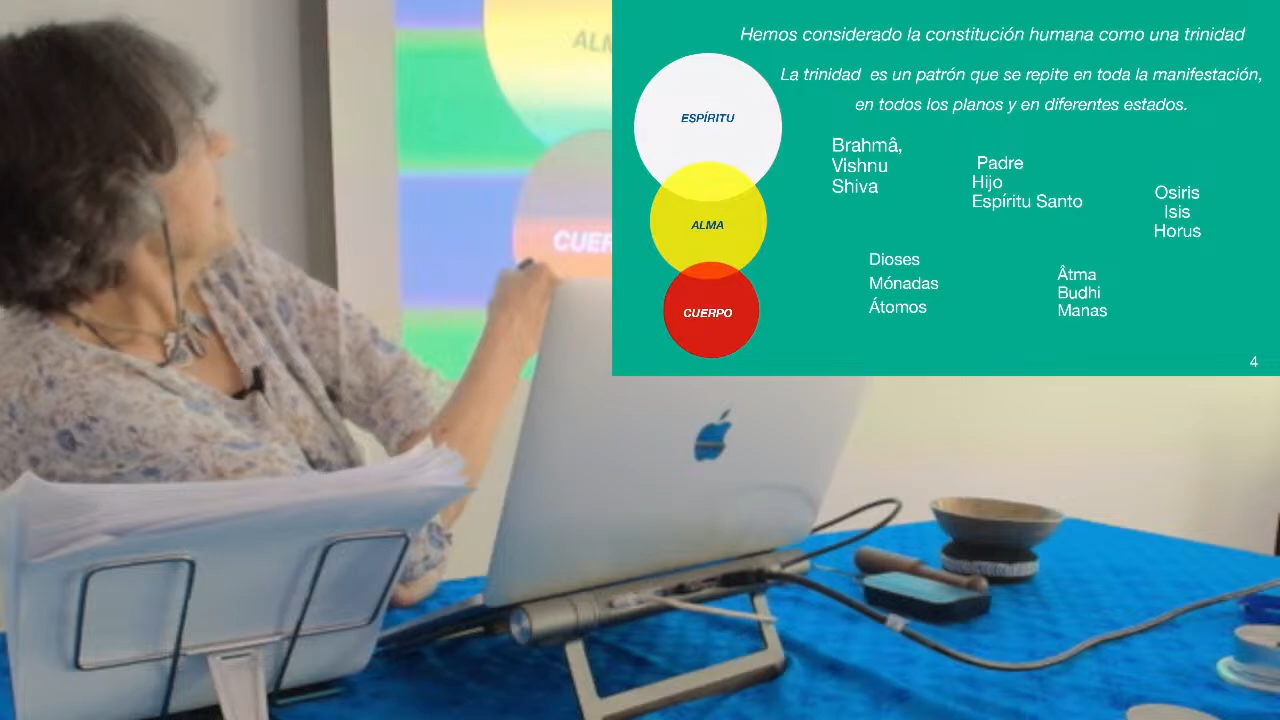 Hemos considerado la constitución humana como una trinidad
La trinidad es un patrón que se repite en toda la manifestación,
en todos los planos y en diferentes estados.
ESPÍRITU
ALMA
CUERPO
Brahmâ,
Vishnu
Shiva
Padre
Hijo
Espíritu Santo
Osiris
Isis
Horus
Dioses
Mónadas
Átomos
Âtma
Budhi
Manas
4